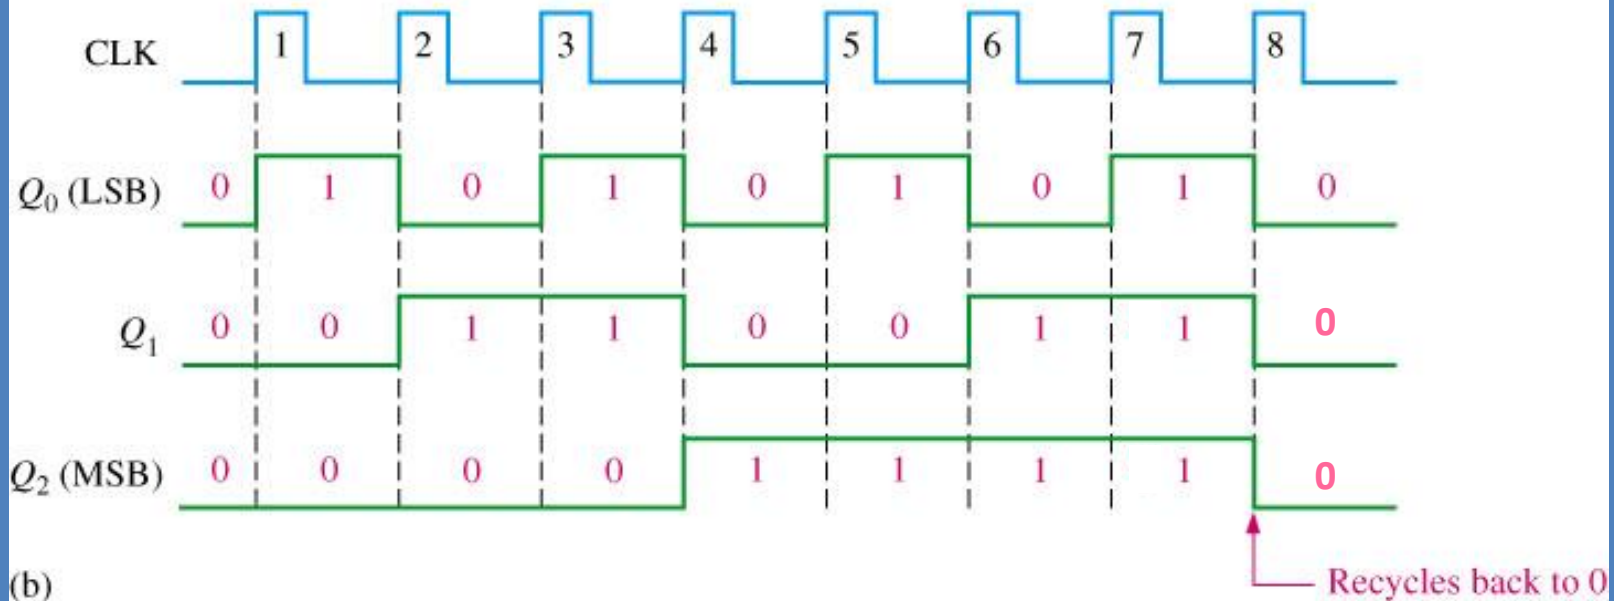 CLK 1 2 3 4 5 6 7 8
Q0 (LSB) 0 1 0 1 0 1 0 1 0
Q1 0 0 1 1 0 0 1 1 0
Q2 (MSB) 0 0 0 0 1 1 1 1 0
(b) Recycles back to 0